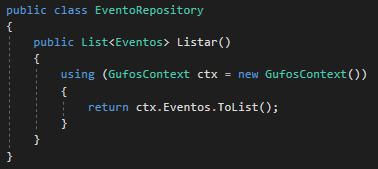 public class EventoRepository
{
    public List<Eventos> Listar()
    {
        using (GufosContext ctx = new GufosContext())
        {
            return ctx.Eventos.ToList();
        }
    }
}